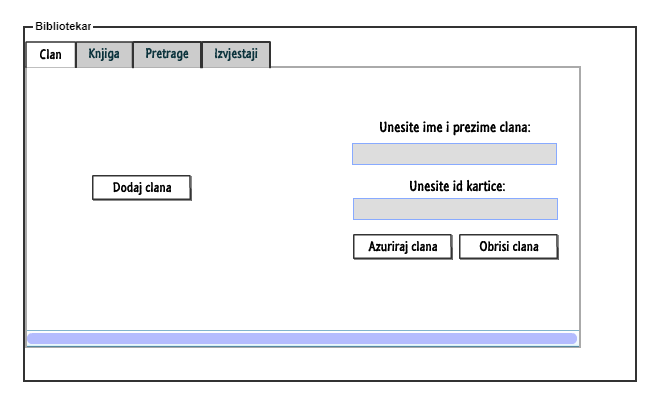 Bibliotekar
Clan Knjiga Pretrage Izvjestaji
Unesite ime i prezime clana:
Dodaj clana
Unesite id kartice:
Azuriraj clana Obrisi clana